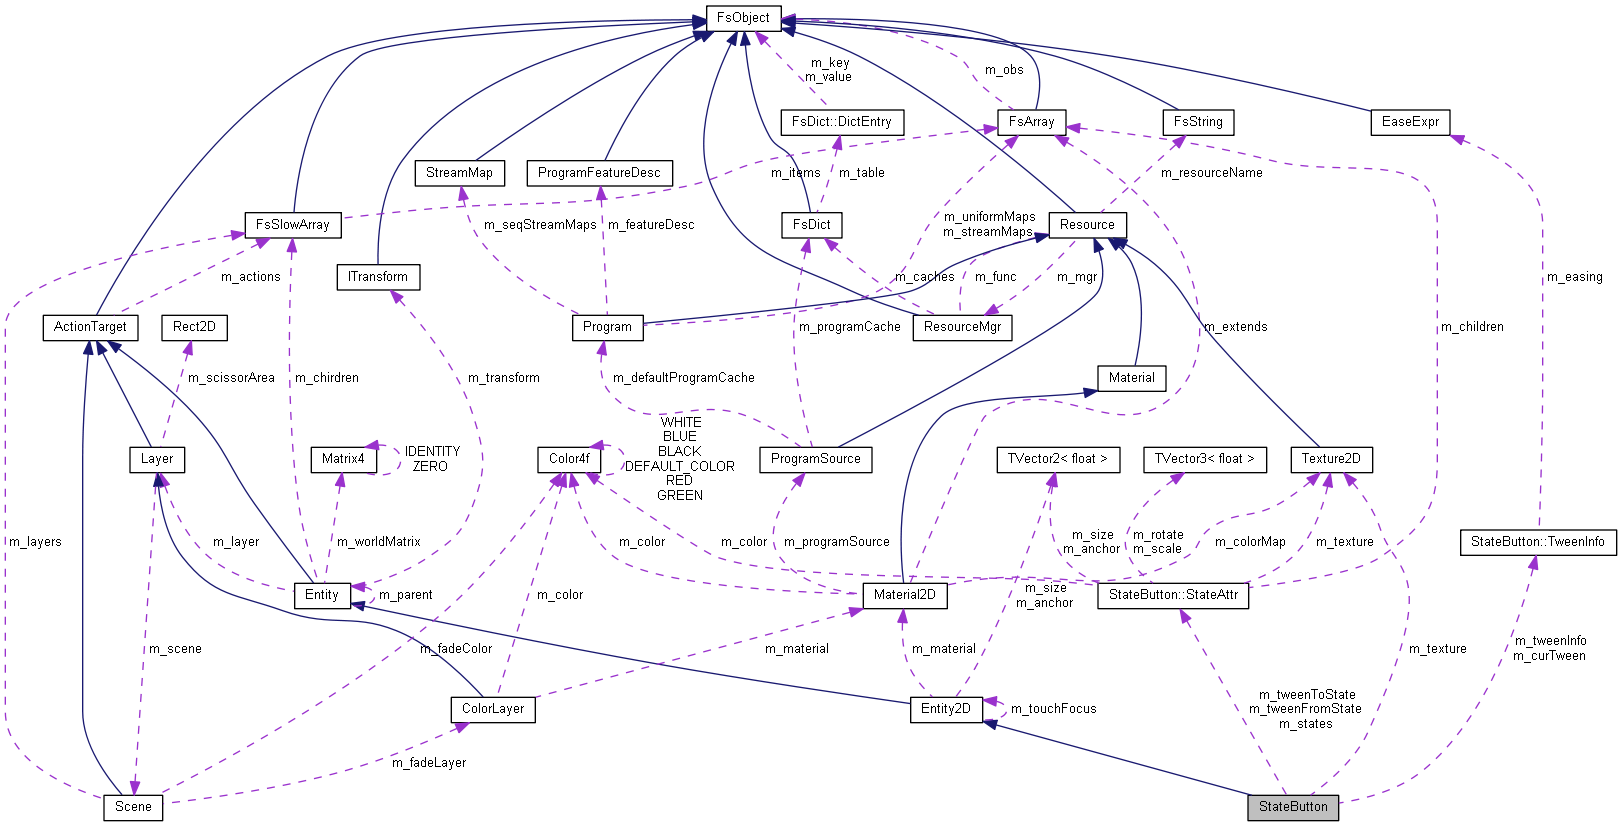 FsObject
m_key
m_value
m_obs
FsDict::DictEntry
FsArray
FsString
EaseExpr
StreamMap
ProgramFeatureDesc
m_items
m_table
m_resourceName
FsSlowArray
m_seqStreamMaps
m_featureDesc
FsDict
m_uniformMaps
m_streamMaps
Resource
ITransform
m_actions
m_caches
m_func
m_mgr
m_easing
ActionTarget
Rect2D
Program
m_programCache
ResourceMgr
m_extends
m_children
m_scissorArea
m_chirdren
m_transform
m_defaultProgramCache
Material
Layer
Matrix4
IDENTITY
ZERO
Color4f
WHITE
BLUE
BLACK
DEFAULT_COLOR
RED
GREEN
ProgramSource
TVector2< float >
TVector3< float >
Texture2D
m_layers
m_layer
m_worldMatrix
m_color
m_color
m_programSource
m_size
m_anchor
m_rotate
m_scale
m_colorMap
m_texture
StateButton::TweenInfo
Entity
m_parent
m_color
Material2D
m_size
m_anchor
StateButton::StateAttr
m_scene
m_fadeColor
m_material
m_material
m_texture
m_tweenInfo
m_curTween
ColorLayer
Entity2D
m_touchFocus
m_tweenToState
m_tweenFromState
m_states
m_fadeLayer
Scene
StateButton